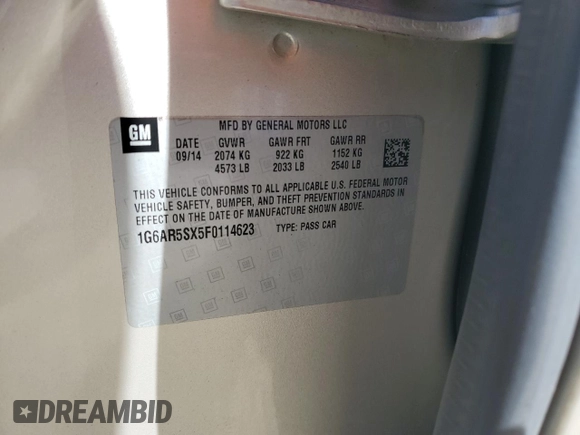 GM
MFD BY GENERAL MOTORS LLC
DATE GVWR GAWR FRT GAWR RR
09/14 2074 KG 922 KG 1152 KG
4573 LB 2033 LB 2540 LB
THIS VEHICLE CONFORMS TO ALL APPLICABLE U.S. FEDERAL MOTOR
VEHICLE SAFETY, BUMPER, AND THEFT PREVENTION STANDARDS IN
EFFECT ON THE DATE OF MANUFACTURE SHOWN ABOVE.
1G6AR5SX5F0114623 TYPE: PASS CAR
DREAMBID